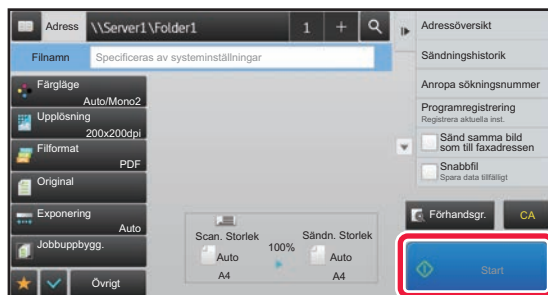 Adress
\\Server1\Folder1
1
+
Filnamn
Specificeras av systeminställningar
Färgläge
Auto/Mono2
Upplösning
200x200dpi
Filformat
PDF
Original
Exponering
Auto
Jobbuppbygg.
Övrigt
Scan. Storlek
Auto
A4
100%
Sändn. Storlek
Auto
A4
Adressöversikt
Sändningshistorik
Anropa sökningsnummer
Programregistrering
Registrera aktuella inst.
Sänd samma bild
som till faxadressen
Snabbfil
Spara data tillfälligt
Förhandsgr.
CA
Start